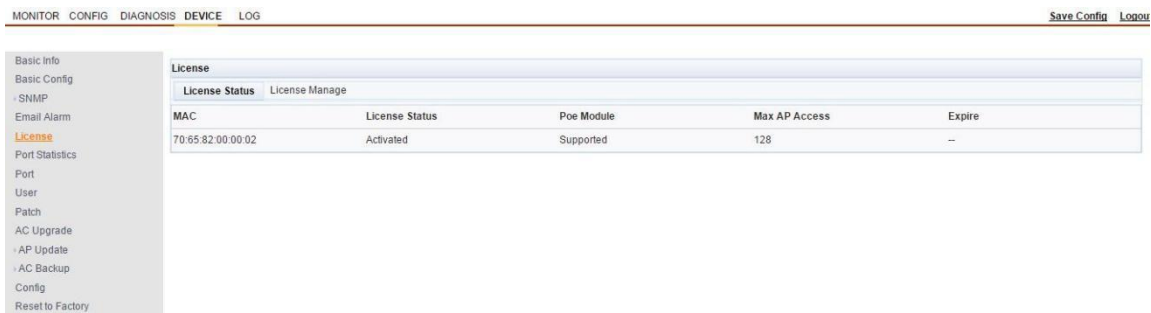 MONITOR CONFIG DIAGNOSIS DEVICE LOG Save Config Logou
Basic Info
Basic Config
SNMP
Email Alarm
License
Port Statistics
Port
User
Patch
AC Upgrade
AP Update
AC Backup
Config
Reset to Factory
License
License Status License Manage
MAC License Status Poe Module Max AP Access Expire
70:65:82:00:00:02 Activated Supported 128 --